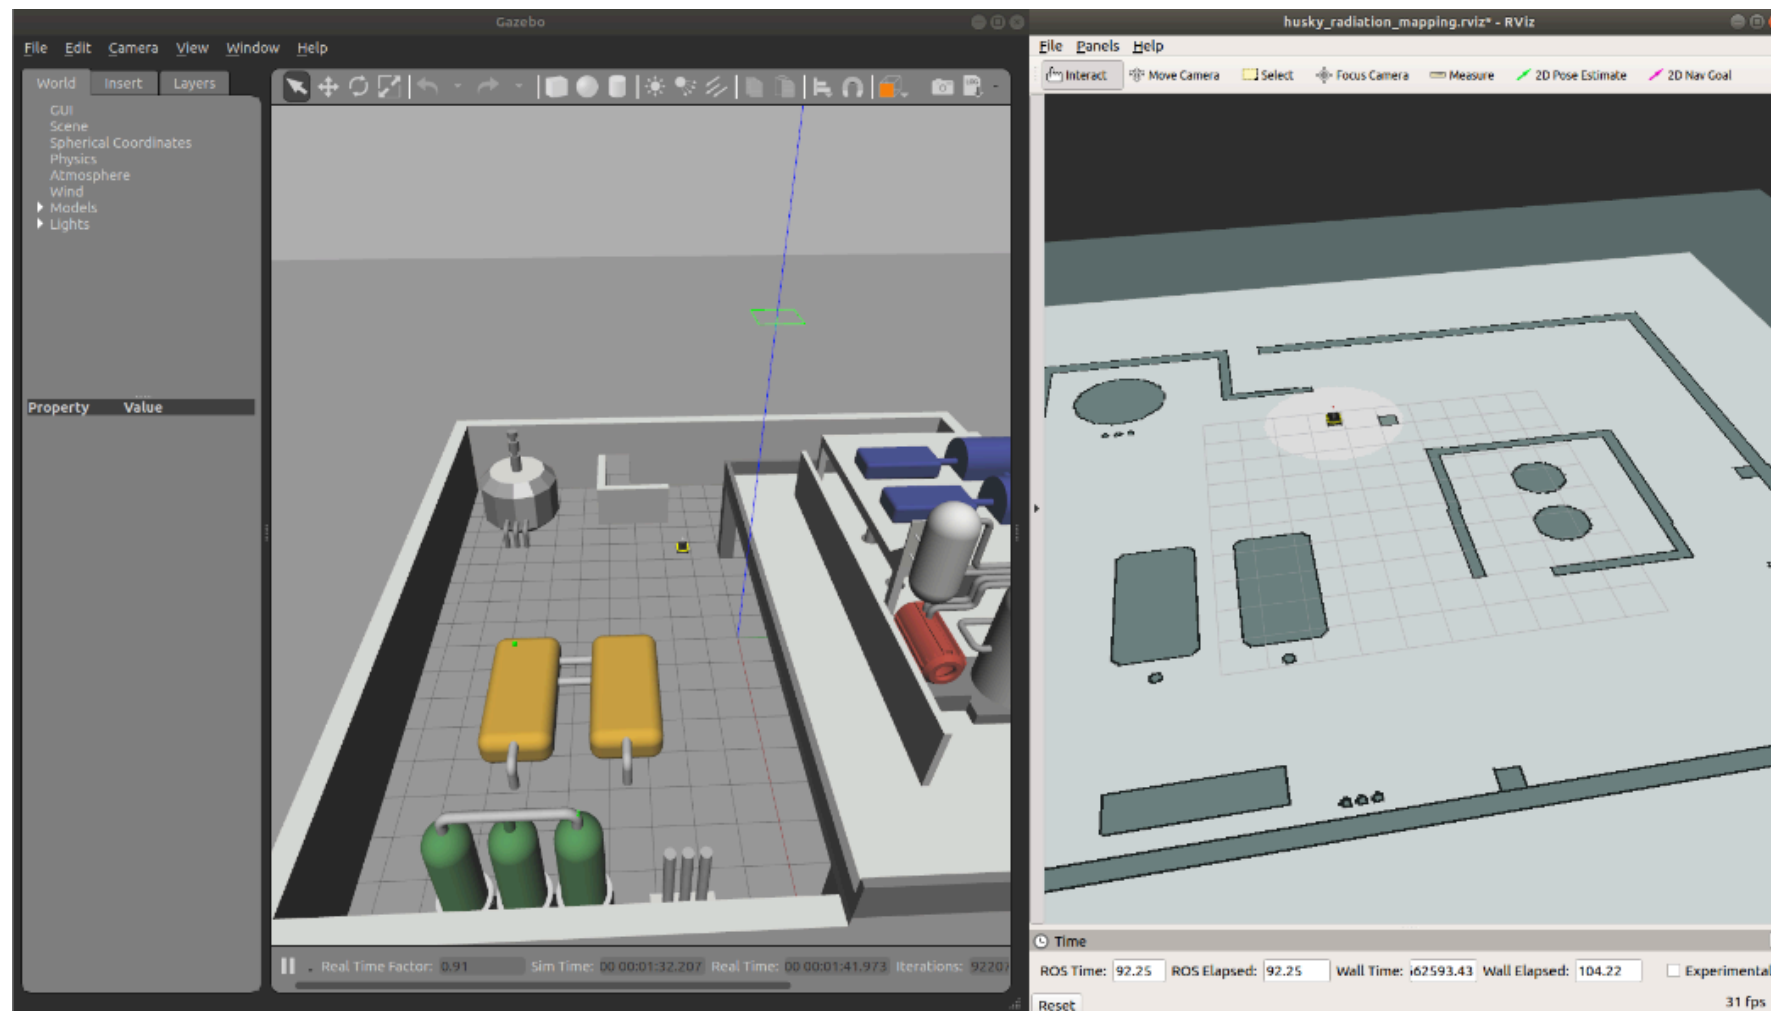 Gazebo
File Edit Camera View Window Help
World Insert Layers
GUI
Scene
Spherical Coordinates
Physics
Atmosphere
Wind
Models
Lights
Property Value
Real Time Factor: 0.91 Sim Time: 00 00:01:32.207 Real Time: 00 00:01:41.973 Iterations: 92207
husky_radiation_mapping.rviz* - RViz
File Panels Help
Interact Move Camera Select Focus Camera Measure 2D Pose Estimate 2D Nav Goal
Time
ROS Time: 92.25 ROS Elapsed: 92.25 Wall Time: 62593.43 Wall Elapsed: 104.22 Experimental
Reset 31 fps